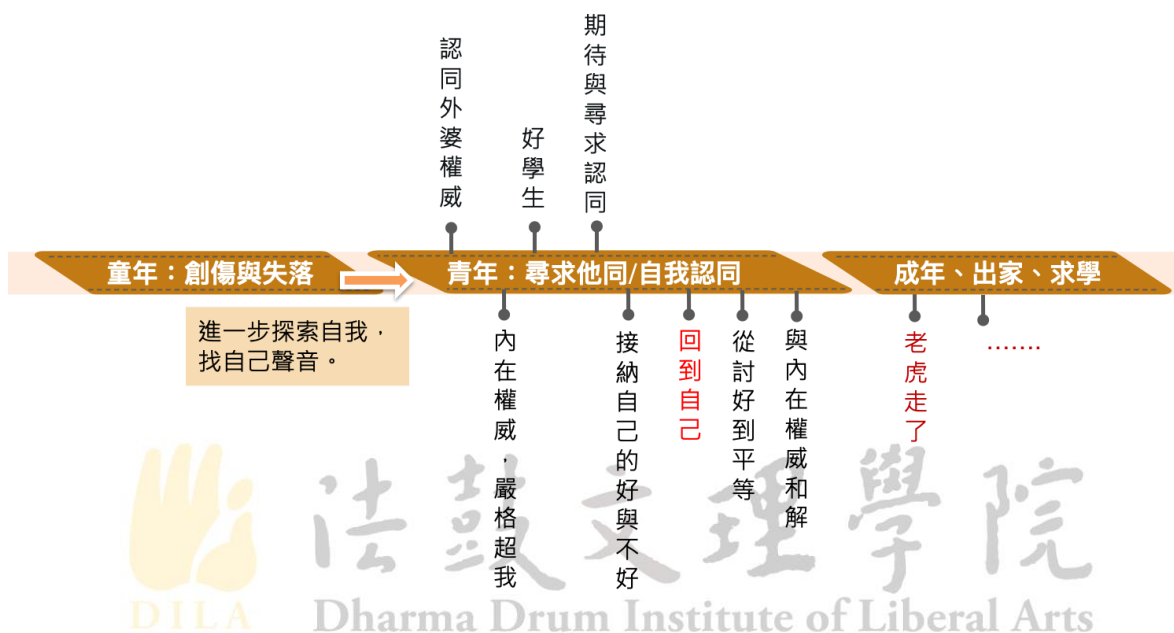 認同外婆權威
好學生
期待與尋求認同
童年：創傷與失落
青年：尋求他同/自我認同
成年、出家、求學
進一步探索自我，
找自己聲音。
內在權威，嚴格超我
接納自己的好與不好
回到自己
從討好到平等
與內在權威和解
老虎走了
.......
法鼓文理學院
DILA
Dharma Drum Institute of Liberal Arts